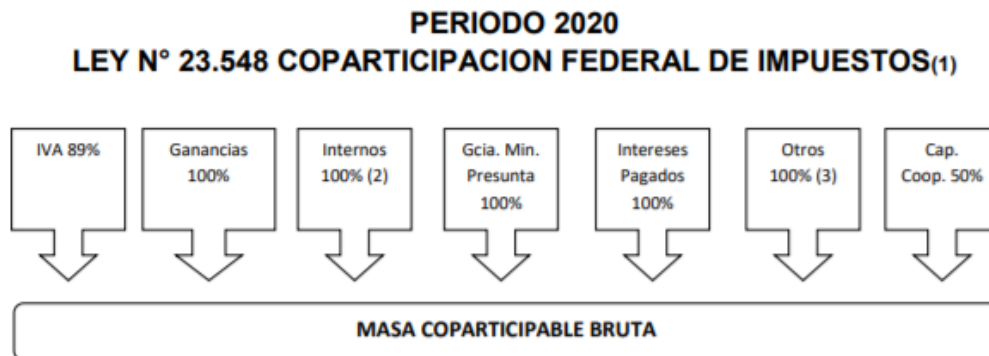 PERIODO 2020
LEY N° 23.548 COPARTICIPACION FEDERAL DE IMPUESTOS(1)
IVA 89%
Ganancias
100%
Internos
100% (2)
Gcia. Min.
Presunta
100%
Intereses
Pagados
100%
Otros
100% (3)
Cap.
Coop. 50%
MASA COPARTICIPABLE BRUTA